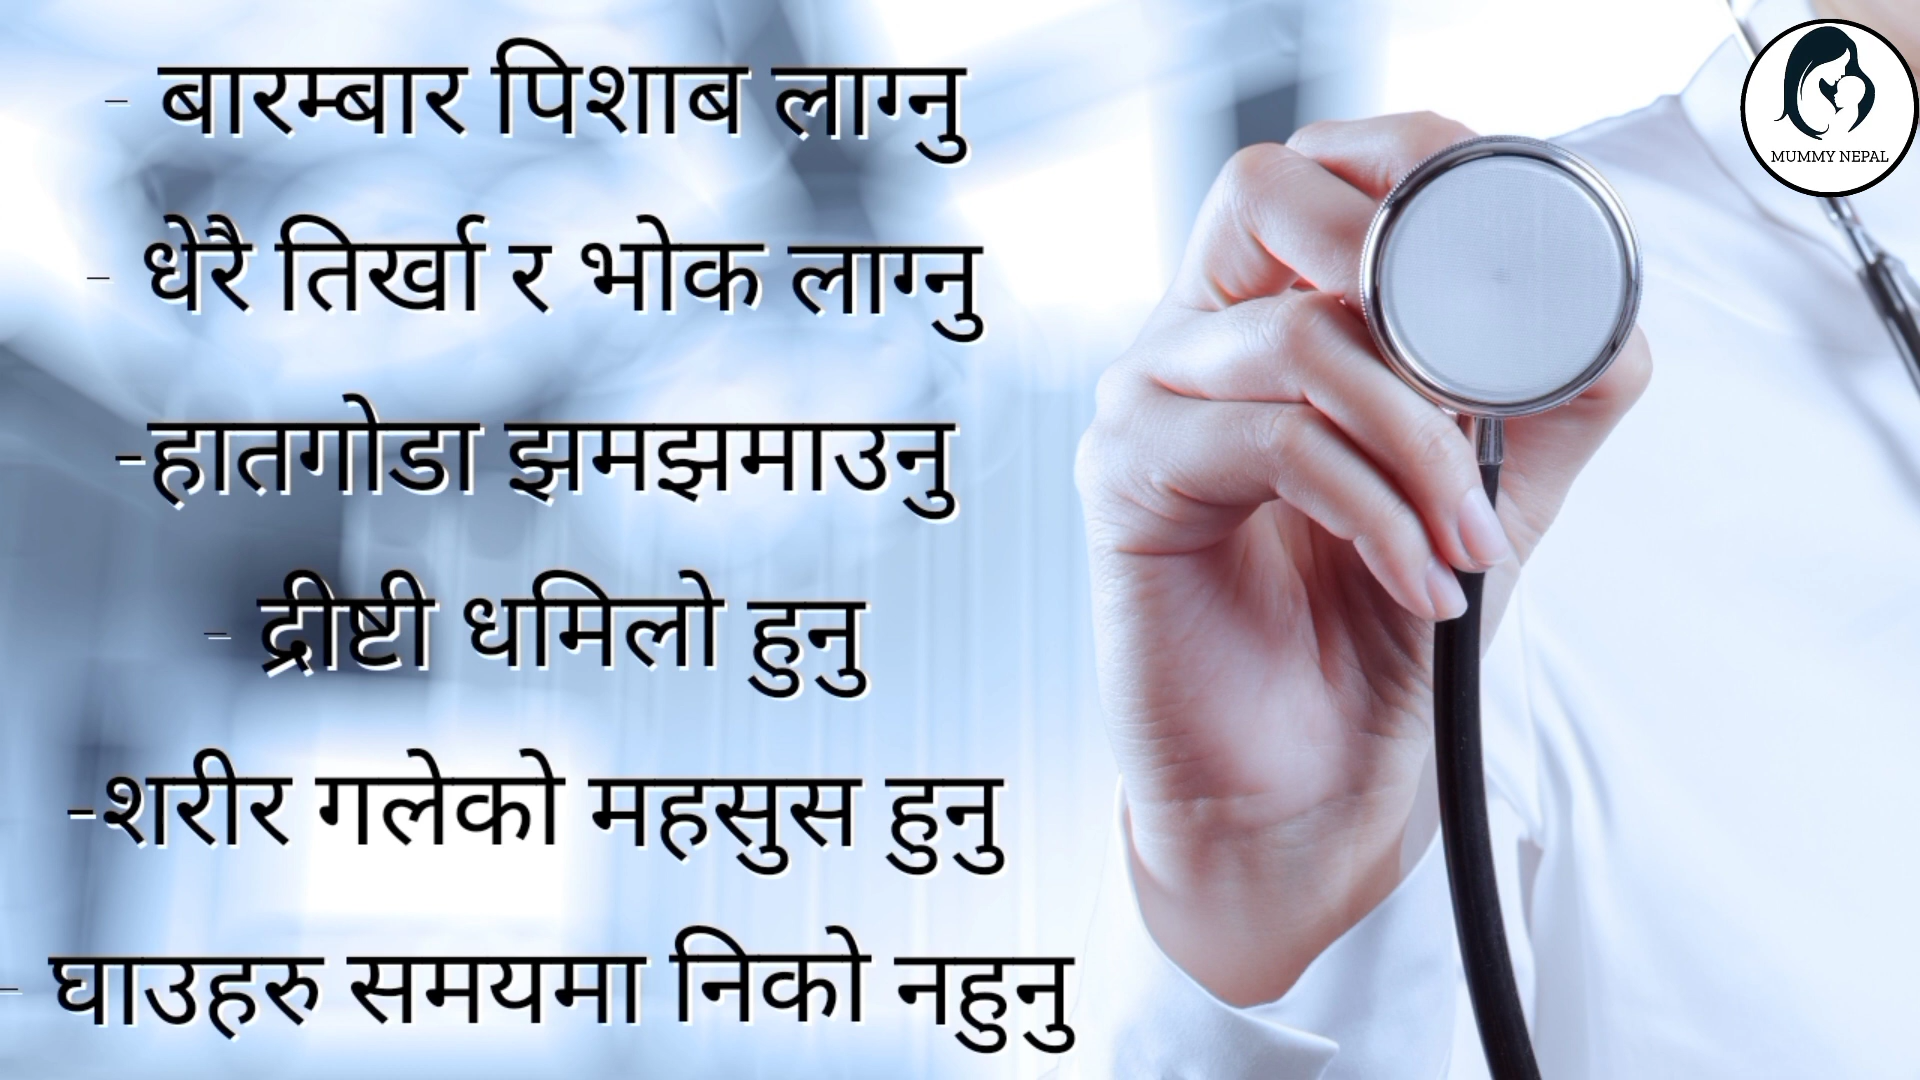 - बारम्बार पिशाब लाग्नु
- धेरै तिर्खा र भोक लाग्नु
-हातगोडा झमझमाउनु
- द्रीष्टी धमिलो हुनु
-शरीर गलेको महसुस हुनु
- घाउहरु समयमा निको नहुनु
MUMMY NEPAL